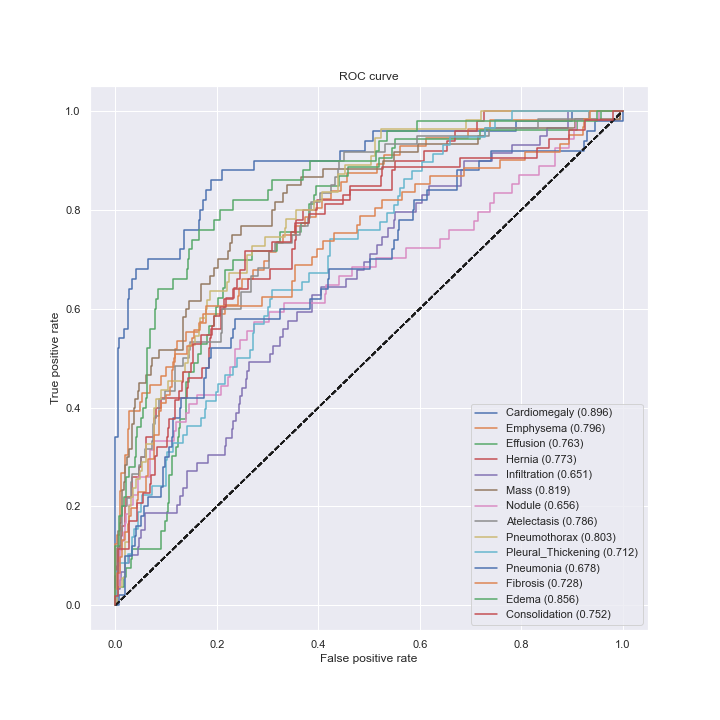 ROC curve
1.0
0.8
0.6
0.4
0.2
0.0
True positive rate
Cardiomegaly (0.896)
Emphysema (0.796)
Effusion (0.763)
Hernia (0.773)
Infiltration (0.651)
Mass (0.819)
Nodule (0.656)
Atelectasis (0.786)
Pneumothorax (0.803)
Pleural_Thickening (0.712)
Pneumonia (0.678)
Fibrosis (0.728)
Edema (0.856)
Consolidation (0.752)
0.0 0.2 0.4 0.6 0.8 1.0
False positive rate